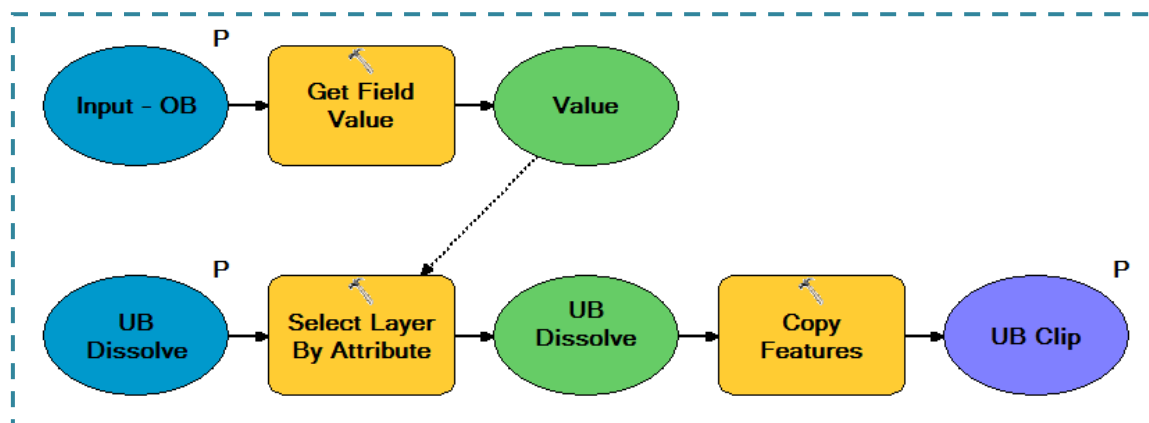 P
Input - OB
Get Field
Value
Value
P
P
UB
Dissolve
Select Layer
By Attribute
UB
Dissolve
Copy
Features
UB Clip